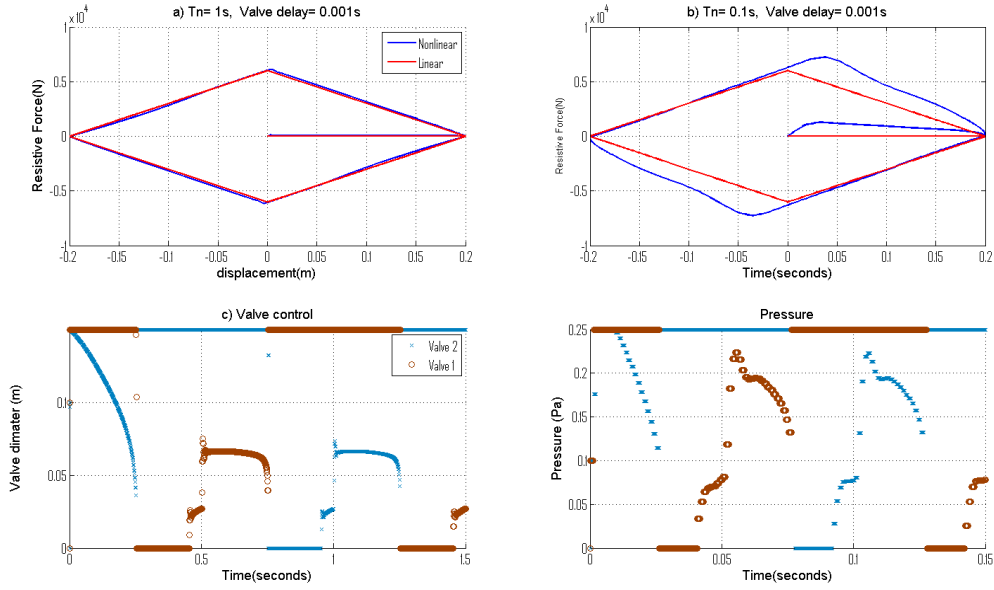 a) Tn= 1s,  Valve delay= 0.001s
x 10^4
1
0.5
0
-0.5
-1
-0.2
-0.15
-0.1
-0.05
0
0.05
0.1
0.15
0.2
Resistive Force(N)
displacement(m)
Nonlinear
Linear
b) Tn= 0.1s,  Valve delay= 0.001s
x 10^4
1
0.5
0
-0.5
-1
-0.2
-0.15
-0.1
-0.05
0
0.05
0.1
0.15
0.2
Resistive Force(N)
Time(seconds)
c) Valve control
0.1
0.05
0
0
0.5
1
1.5
Valve dimater (m)
Time(seconds)
Valve 2
Valve 1
Pressure
0.25
0.2
0.15
0.1
0.05
0
0
0.05
0.1
0.15
Pressure (Pa)
Time(seconds)